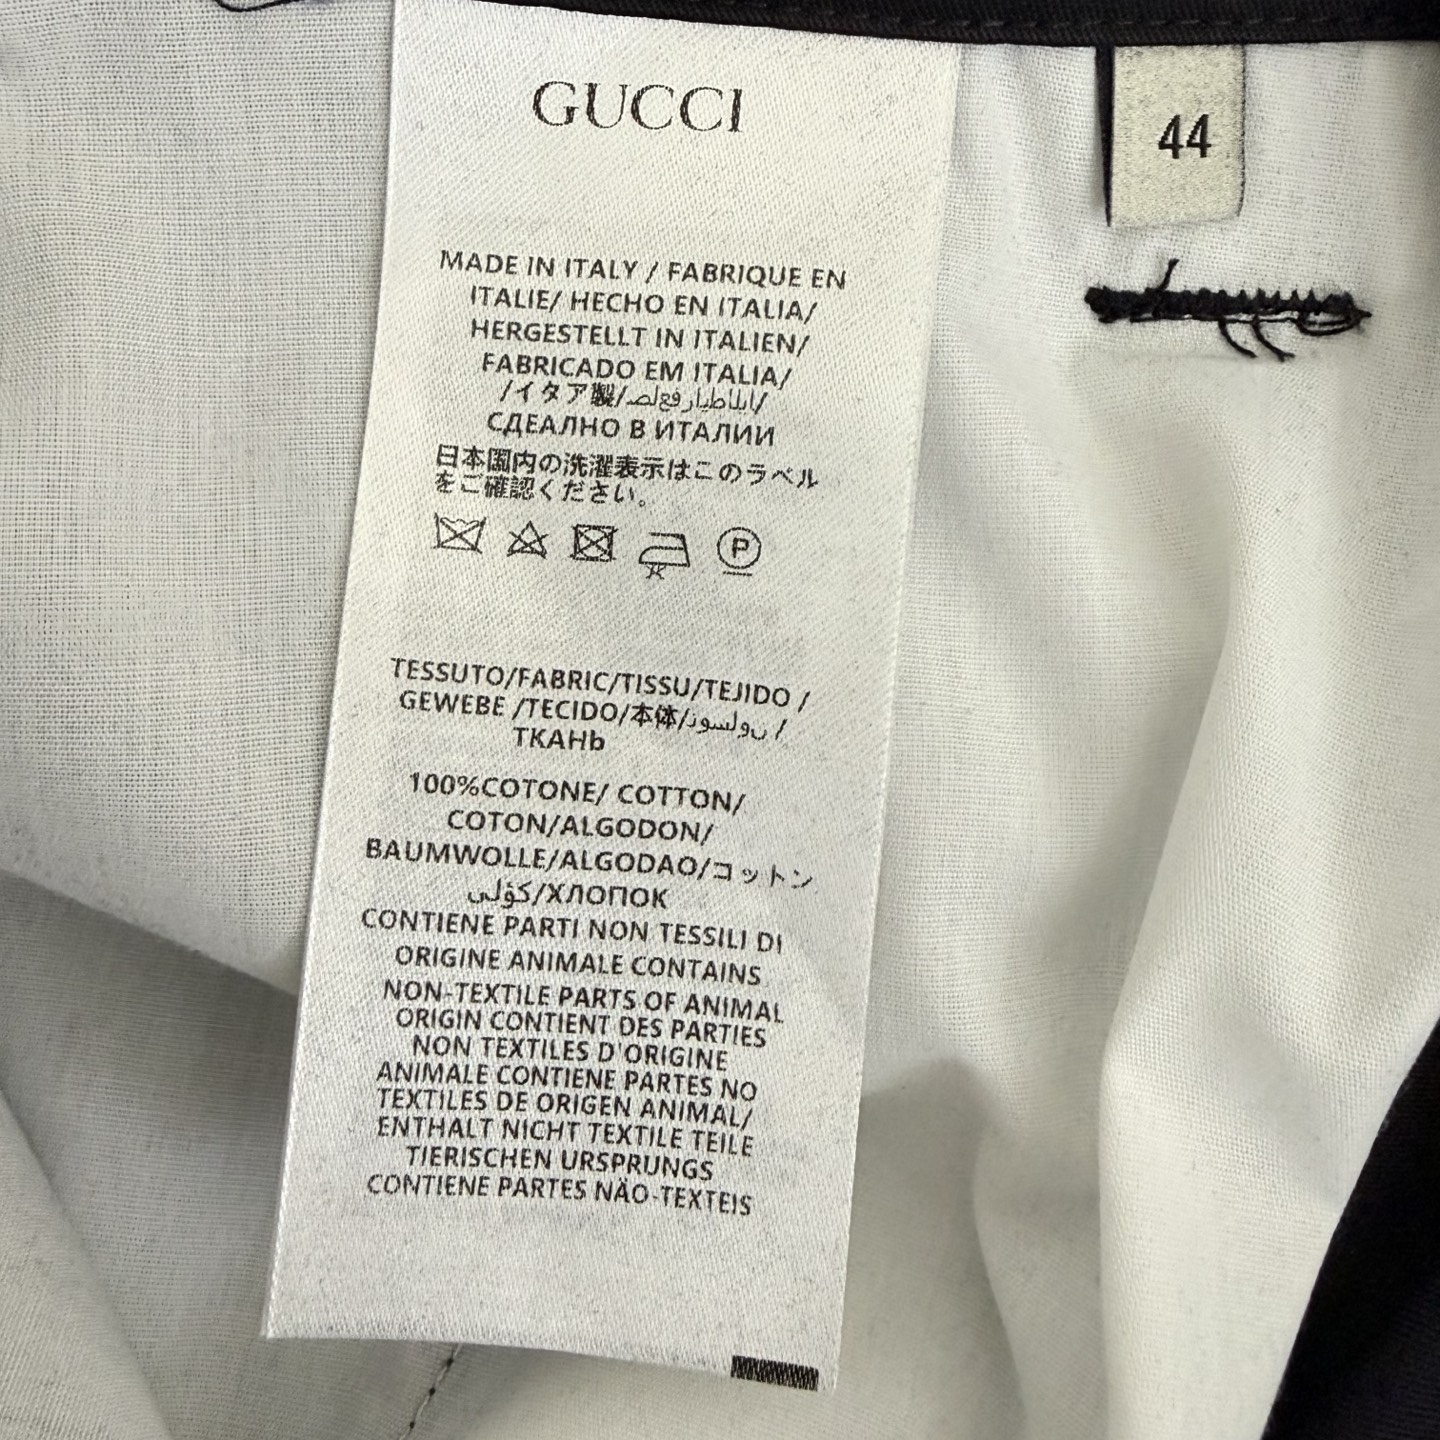 GUCCI
44
MADE IN ITALY / FABRIQUE EN
ITALIE/ HECHO EN ITALIA/
HERGESTELLT IN ITALIEN/
FABRICADO EM ITALIA/
/イタア製/
СДЕАЛНО В ИТАЛИИ
日本国内の洗濯表示はこのラベル
をご確認ください。
P
TESSUTO/FABRIC/TISSU/TEJIDO /
GEWEBE /TECIDO/本体/ /
TKAHb
100%COTONE/ COTTON/
COTON/ALGODON/
BAUMWOLLE/ALGODAO/コットン
/ХЛОПОК
CONTIENE PARTI NON TESSILI DI
ORIGINE ANIMALE CONTAINS
NON-TEXTILE PARTS OF ANIMAL
ORIGIN CONTIENT DES PARTIES
NON TEXTILES D'ORIGINE
ANIMALE CONTIENE PARTES NO
TEXTILES DE ORIGEN ANIMAL/
ENTHALT NICHT TEXTILE TEILE
TIERISCHEN URSPRUNGS
CONTIENE PARTES NÃO-TEXTEIS